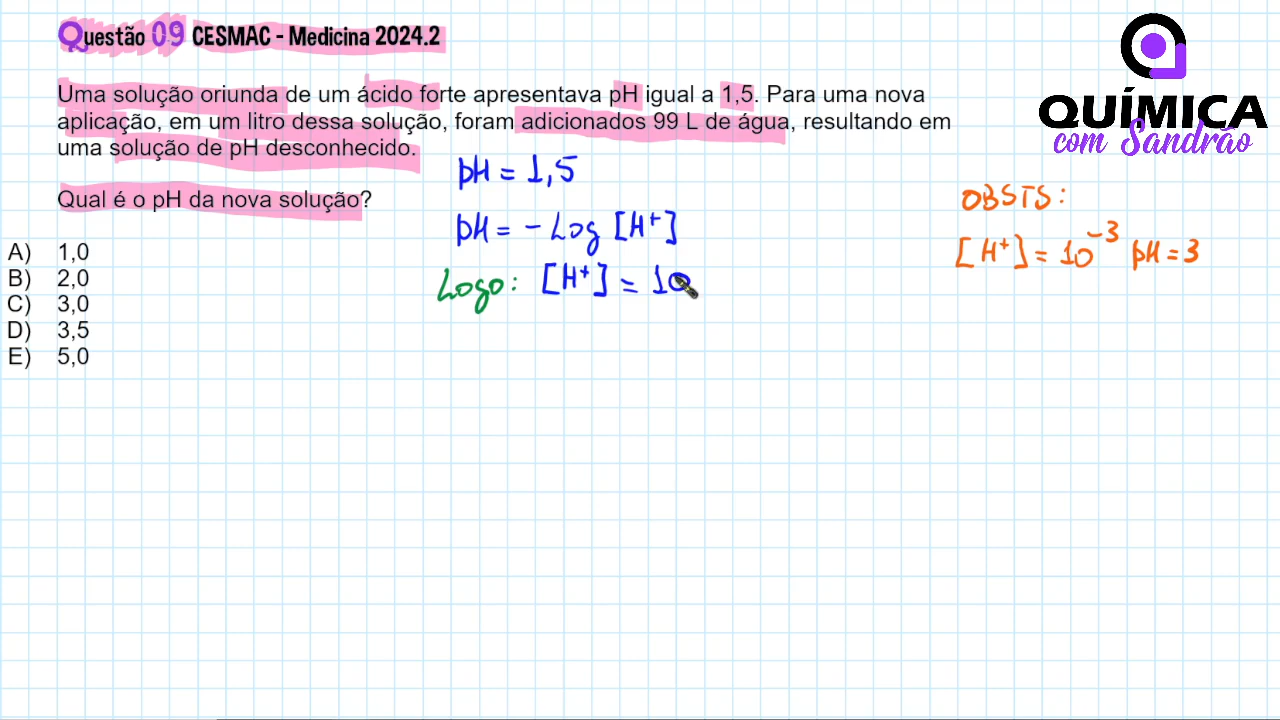 Questão 09 CESMAC - Medicina 2024.2
Uma solução oriunda de um ácido forte apresentava pH igual a 1,5. Para uma nova
aplicação, em um litro dessa solução, foram adicionados 99 L de água, resultando em
uma solução de pH desconhecido.
Qual é o pH da nova solução?
A) 1,0
B) 2,0
C) 3,0
D) 3,5
E) 5,0
pH = 1,5
pH = - Log [H+]
Logo: [H+] = 10
QUÍMICA
com Sandrão
OBSTS:
[H+] = 10^-3 pH = 3